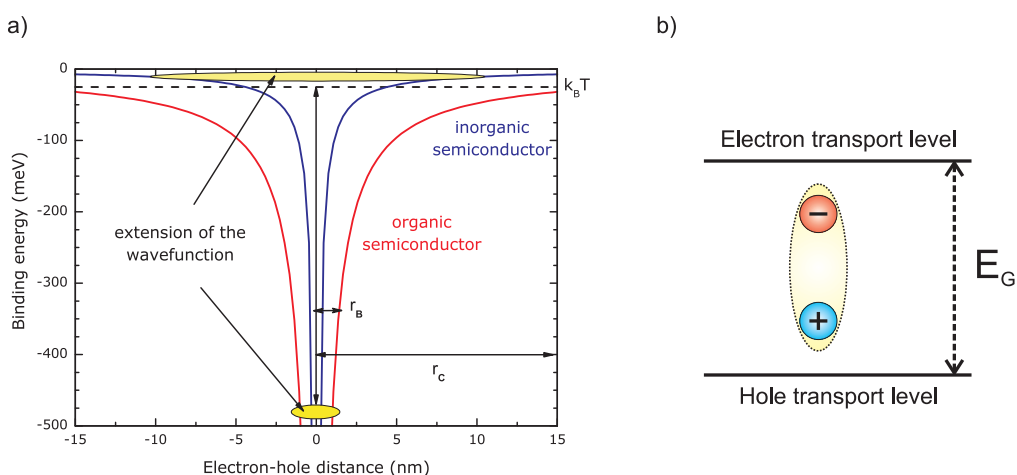 a)
b)
0
-100
-200
-300
-400
-500
Binding energy (meV)
-15
-10
-5
0
5
10
15
Electron-hole distance (nm)
k_BT
inorganic
semiconductor
organic
semiconductor
extension of the
wavefunction
r_B
r_C
Electron transport level
−
+
E_G
Hole transport level